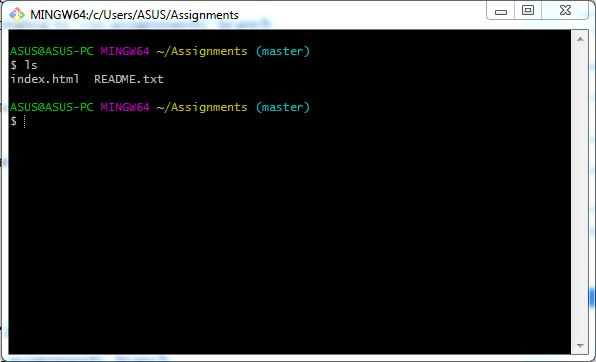 MINGW64:/c/Users/ASUS/Assignments
ASUS@ASUS-PC MINGW64 ~/Assignments (master)
$ ls
index.html  README.txt
ASUS@ASUS-PC MINGW64 ~/Assignments (master)
$